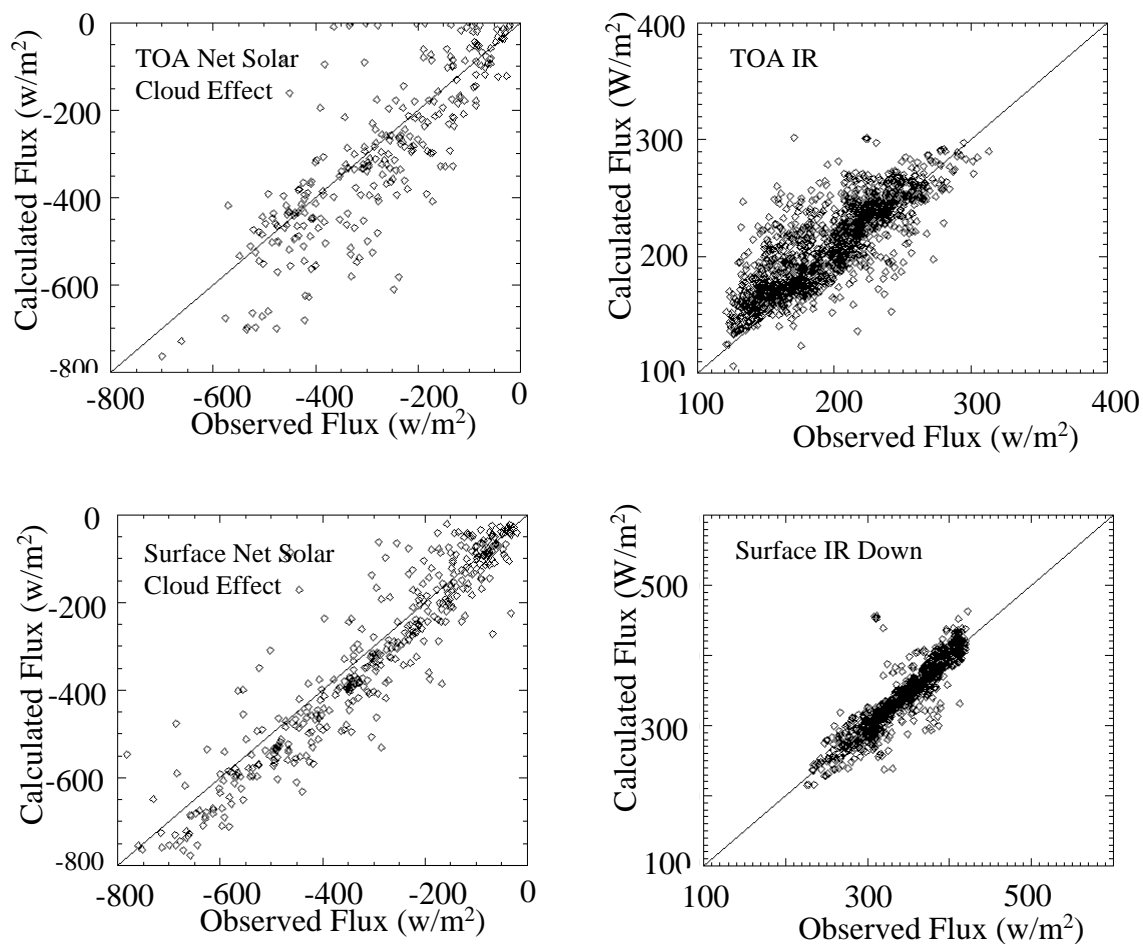 0
TOA Net Solar
Cloud Effect
-200
-400
-600
-800
Calculated Flux (w/m²)
-800 -600 -400 -200 0
Observed Flux (w/m²)
400
TOA IR
300
200
100
Calculated Flux (W/m²)
100 200 300 400
Observed Flux (w/m²)
0
Surface Net Solar
Cloud Effect
-200
-400
-600
-800
Calculated Flux (w/m²)
-800 -600 -400 -200 0
Observed Flux (w/m²)
Surface IR Down
500
300
100
Calculated Flux (W/m²)
100 300 500
Observed Flux (w/m²)